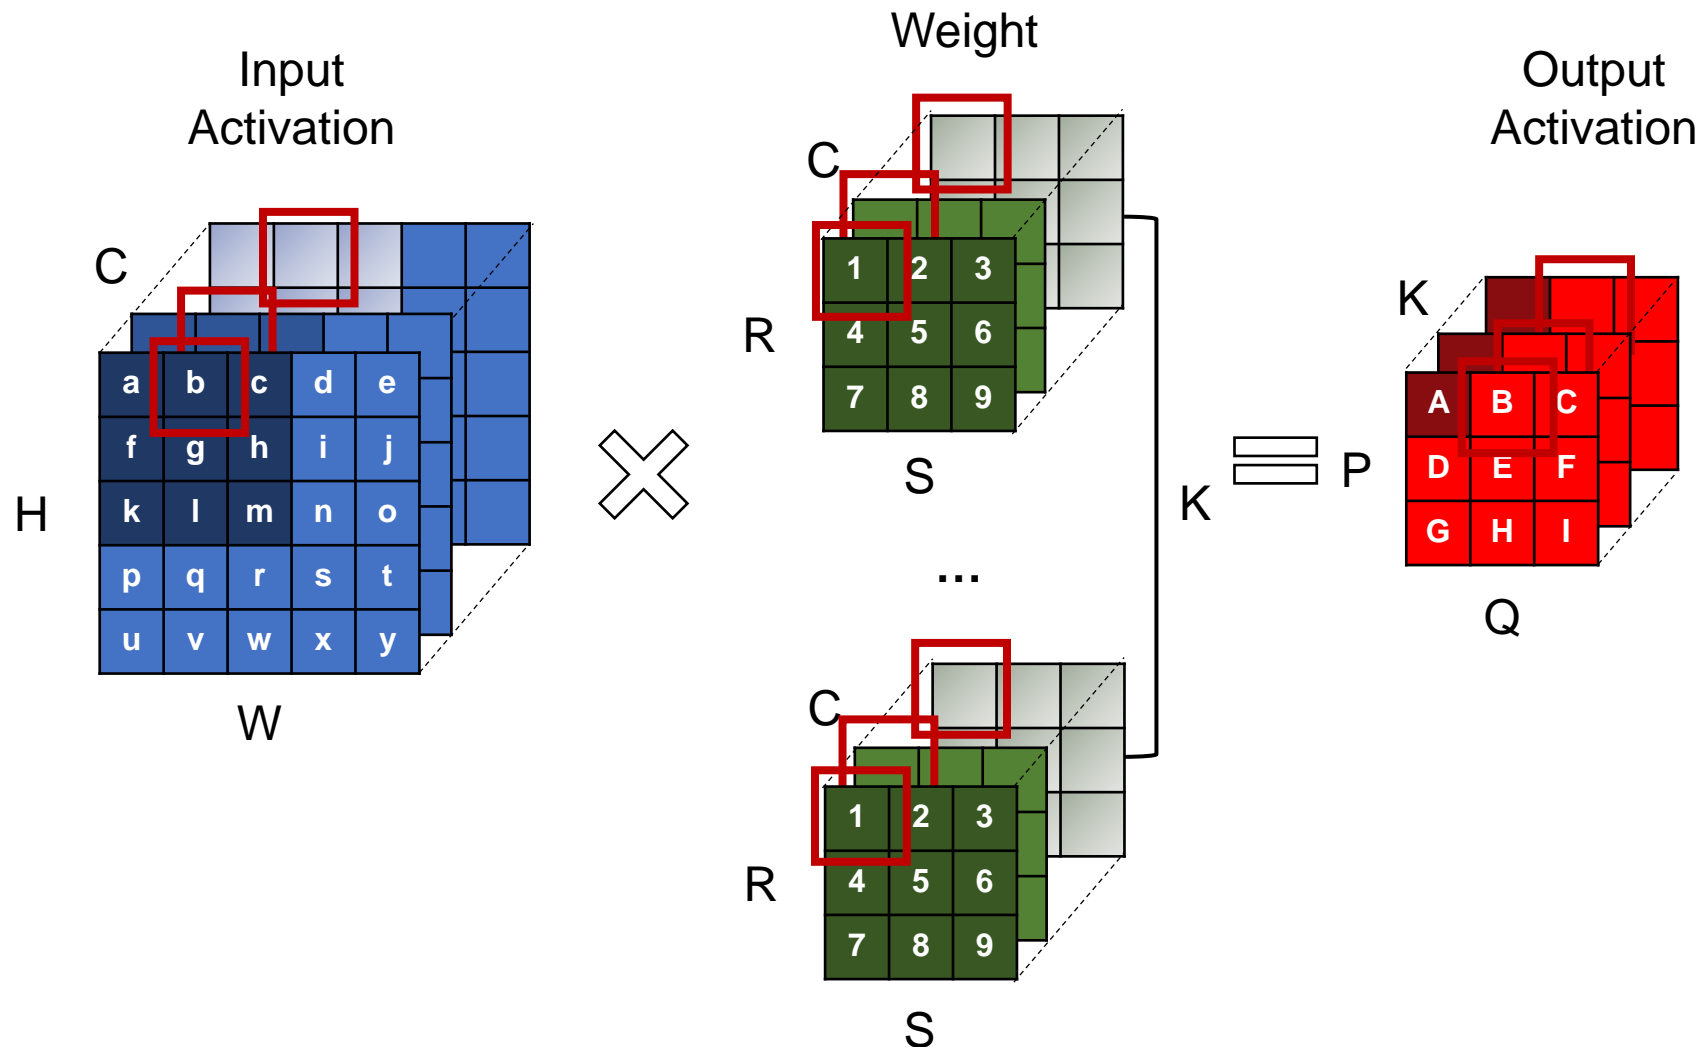 Input
Activation
C
a b c d e
f g h i j
k l m n o
p q r s t
u v w x y
H
W
Weight
C
1 2 3
4 5 6
7 8 9
R
S
...
C
1 2 3
4 5 6
7 8 9
R
S
K
Output
Activation
K
A B C
D E F
G H I
P
Q